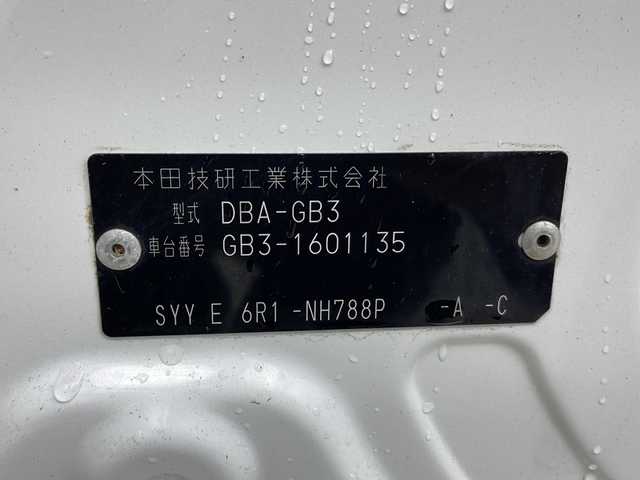 本田技研工業株式会社
型式 DBA-GB3
車台番号 GB3-1601135
SYY E 6R1 -NH788P -A -C